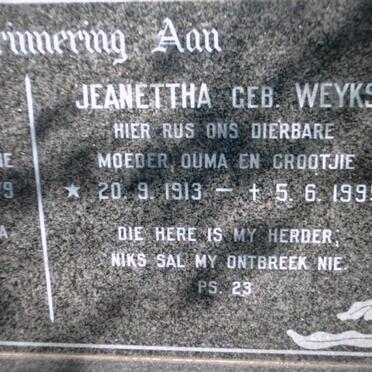 rinnering Aan
JEANETTHA GEB. WEYKS
HIER RUS ONS DIERBARE
MOEDER, OUMA EN GROOTJIE
★ 20. 9. 1913 — † 5. 6. 1995
DIE HERE IS MY HERDER;
NIKS SAL MY ONTBREEK NIE.
PS. 23